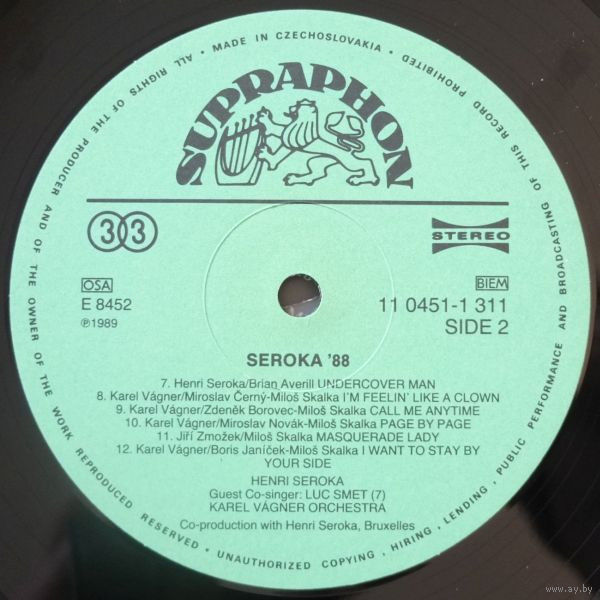 ALL RIGHTS OF THE PRODUCER AND OF THE OWNER OF THE WORK REPRODUCED RESERVED • UNAUTHORIZED COPYING, HIRING, LENDING, PUBLIC PERFORMANCE AND BROADCASTING OF THIS RECORD PROHIBITED
• MADE IN CZECHOSLOVAKIA •
SUPRAPHON
33
STEREO
OSA
BIEM
E 8452
11 0451-1 311
℗1989
SIDE 2
SEROKA '88
7. Henri Seroka/Brian Averill UNDERCOVER MAN
8. Karel Vágner/Miroslav Černý-Miloš Skalka I'M FEELIN' LIKE A CLOWN
9. Karel Vágner/Zdeněk Borovec-Miloš Skalka CALL ME ANYTIME
10. Karel Vágner/Miroslav Novák-Miloš Skalka PAGE BY PAGE
11. Jiří Zmožek/Miloš Skalka MASQUERADE LADY
12. Karel Vágner/Boris Janíček-Miloš Skalka I WANT TO STAY BY
YOUR SIDE
HENRI SEROKA
Guest Co-singer: LUC SMET (7)
KAREL VÁGNER ORCHESTRA
Co-production with Henri Seroka, Bruxelles
www.ay.by